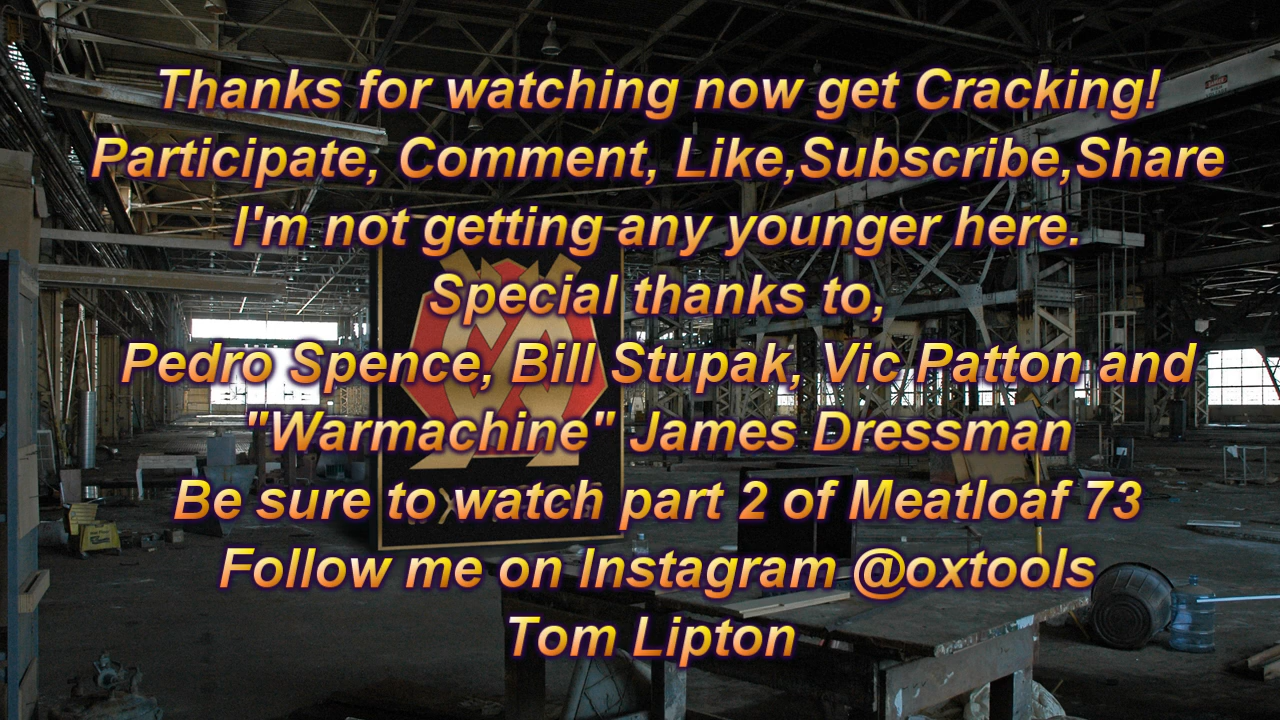 Thanks for watching now get Cracking!
Participate, Comment, Like,Subscribe,Share
I'm not getting any younger here.
Special thanks to,
Pedro Spence, Bill Stupak, Vic Patton and
"Warmachine" James Dressman
Be sure to watch part 2 of Meatloaf 73
Follow me on Instagram @oxtools
Tom Lipton